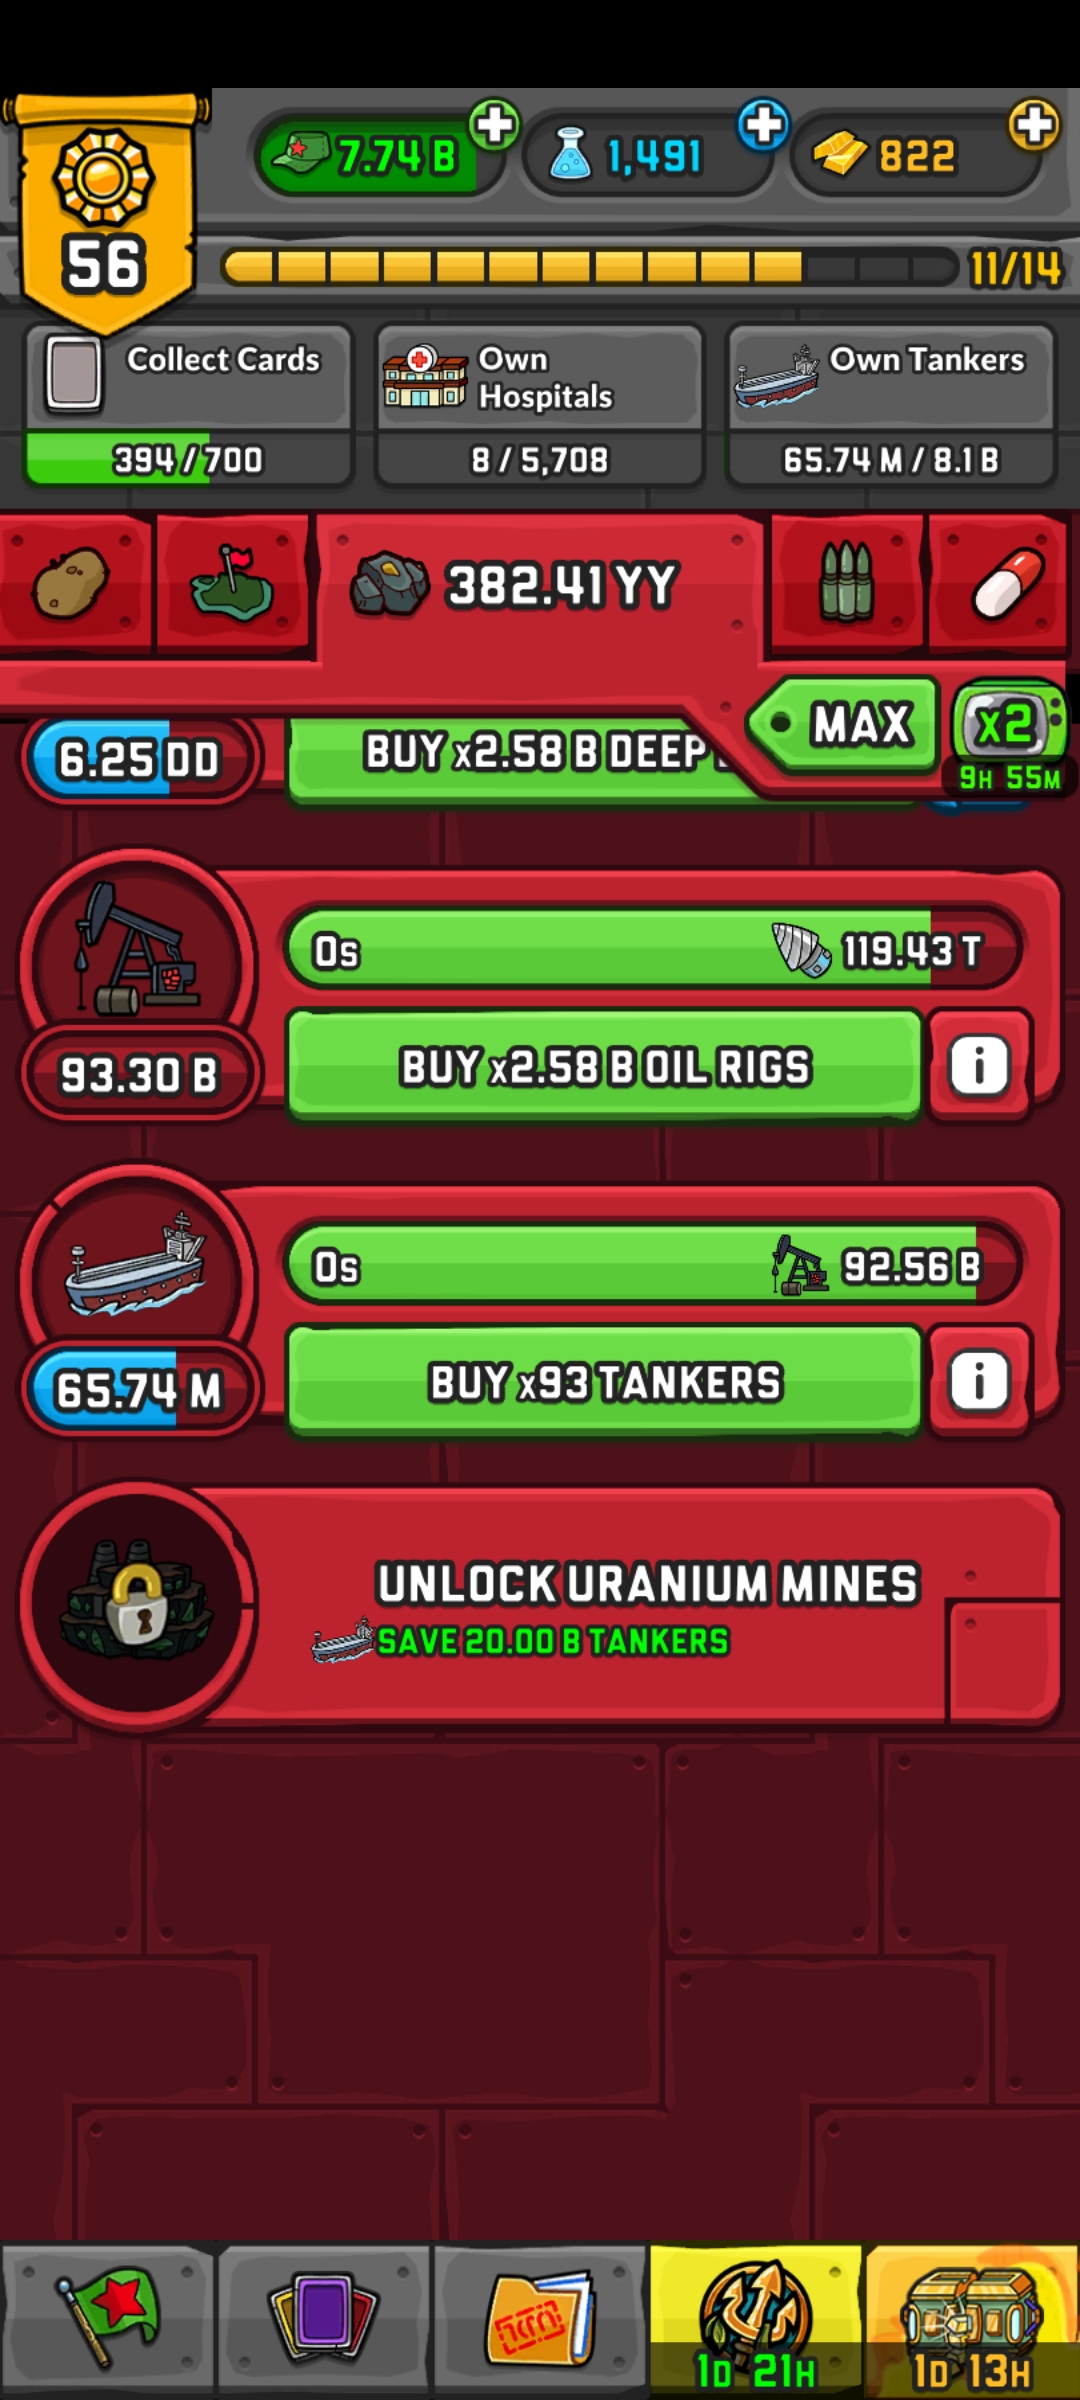 56
7.74 B
1,491
822
11/14
Collect Cards
394 / 700
Own
Hospitals
8 / 5,708
Own Tankers
65.74 M / 8.1 B
382.41 YY
MAX
x2
9H 55M
6.25 DD
BUY x2.58 B DEEP
0s
119.43 T
93.30 B
BUY x2.58 B OIL RIGS
i
0s
92.56 B
65.74 M
BUY x93 TANKERS
i
UNLOCK URANIUM MINES
SAVE 20.00 B TANKERS
1D 21H
1D 13H